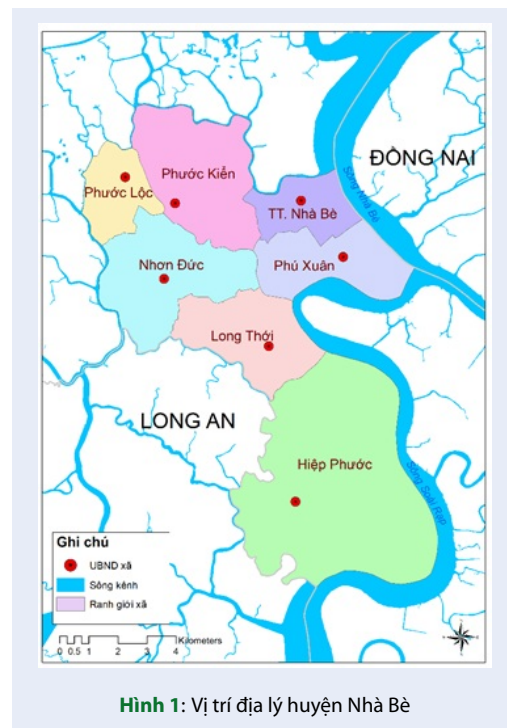 ĐỒNG NAI
Phước Kiển
Phước Lộc
Sông Nhà Bè
TT. Nhà Bè
Nhơn Đức
Phú Xuân
Long Thới
LONG AN
Hiệp Phước
Sông Soài Rạp
Ghi chú
UBND xã
Sông kênh
Ranh giới xã
Kilometers
0 0.5 1 2 3 4
Hình 1: Vị trí địa lý huyện Nhà Bè